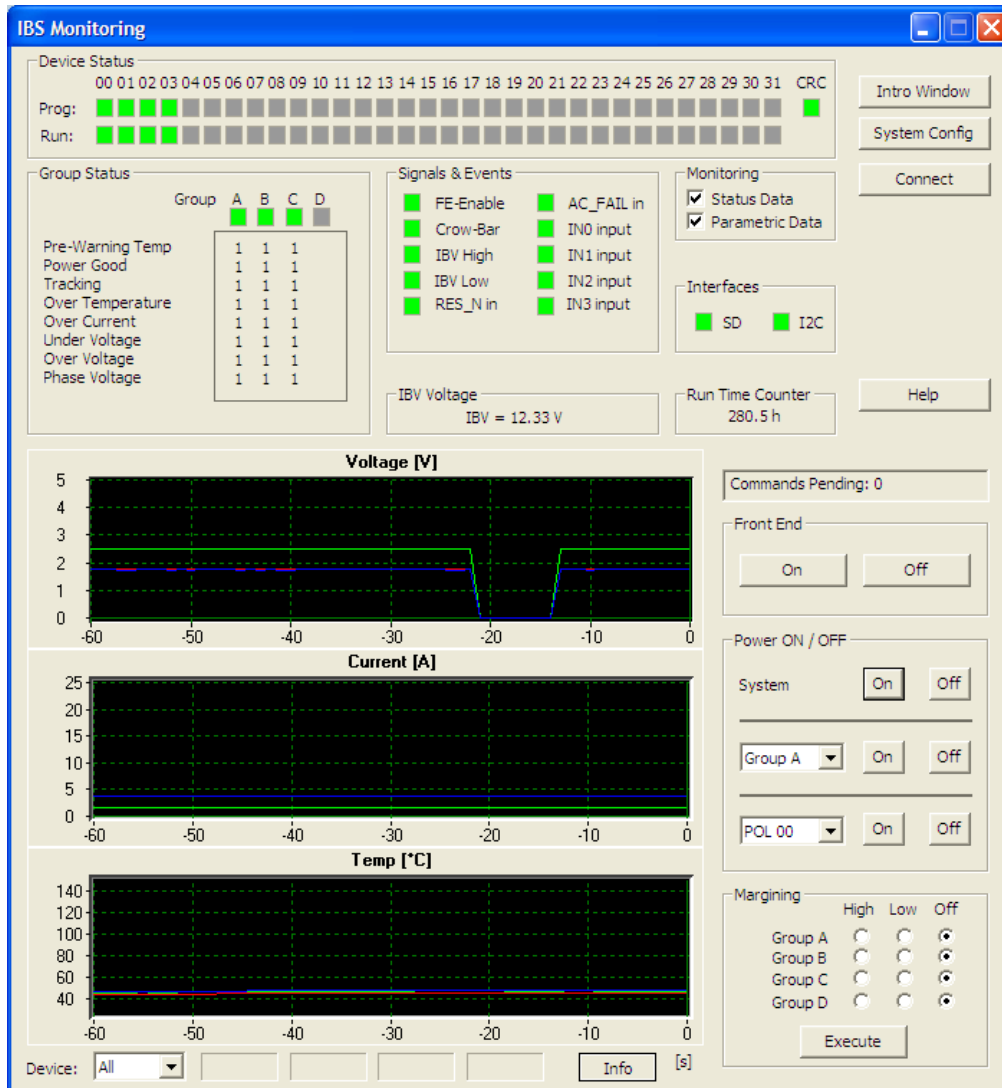 IBS Monitoring
Device Status
00 01 02 03 04 05 06 07 08 09 10 11 12 13 14 15 16 17 18 19 20 21 22 23 24 25 26 27 28 29 30 31 CRC
Prog:
Run:
Intro Window
System Config
Connect
Help
Group Status
Group A B C D
Pre-Warning Temp 1 1 1
Power Good 1 1 1
Tracking 1 1 1
Over Temperature 1 1 1
Over Current 1 1 1
Under Voltage 1 1 1
Over Voltage 1 1 1
Phase Voltage 1 1 1
Signals & Events
FE-Enable AC_FAIL in
Crow-Bar IN0 input
IBV High IN1 input
IBV Low IN2 input
RES_N in IN3 input
Monitoring
Status Data
Parametric Data
Interfaces
SD I2C
IBV Voltage
IBV = 12.33 V
Run Time Counter
280.5 h
Voltage [V]
5
4
3
2
1
0
-60 -50 -40 -30 -20 -10 0
Current [A]
25
20
15
10
5
0
-60 -50 -40 -30 -20 -10 0
Temp [°C]
140
120
100
80
60
40
-60 -50 -40 -30 -20 -10 0
Device: All Info [s]
Commands Pending: 0
Front End
On Off
Power ON / OFF
System On Off
Group A On Off
POL 00 On Off
Margining
High Low Off
Group A
Group B
Group C
Group D
Execute